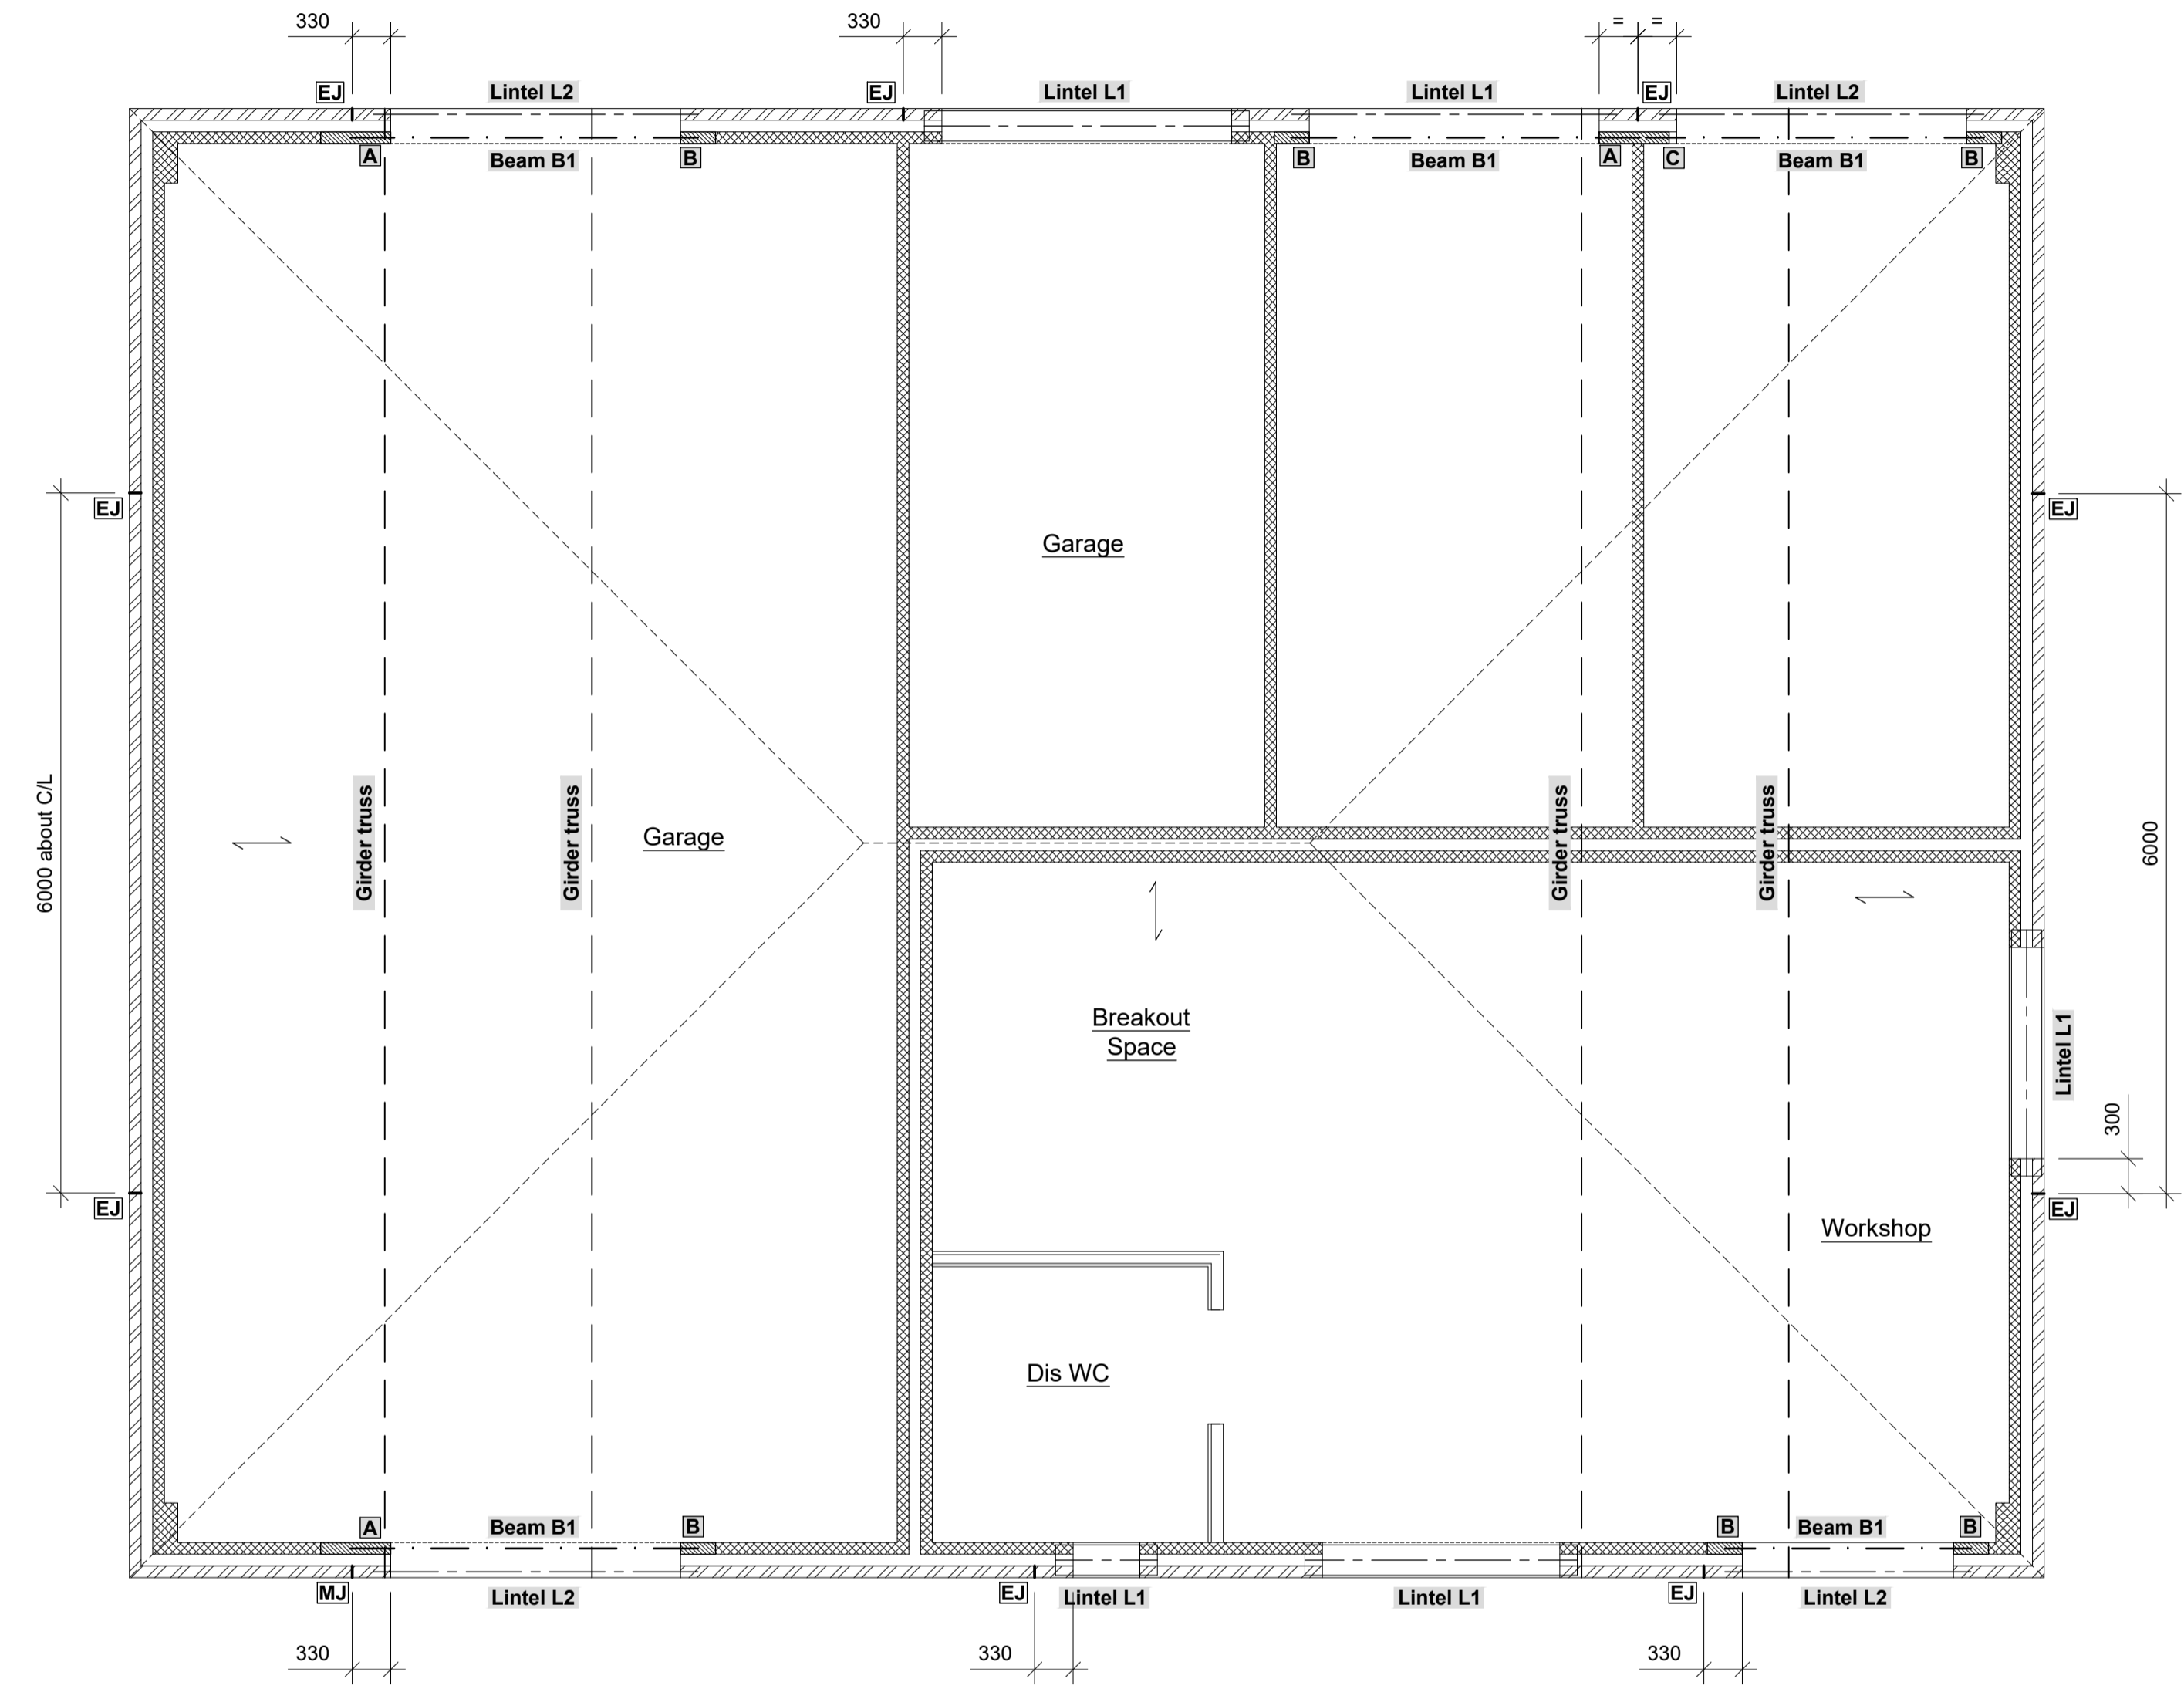 330
330
=
=
EJ
Lintel L2
EJ
Lintel L1
Lintel L1
EJ
Lintel L2
A
Beam B1
B
B
Beam B1
A
C
Beam B1
B
EJ
EJ
Garage
6000 about C/L
Girder truss
Girder truss
Garage
Girder truss
Girder truss
6000
Breakout
Space
Lintel L1
300
EJ
EJ
Workshop
Dis WC
A
Beam B1
B
B
Beam B1
B
MJ
Lintel L2
EJ
Lintel L1
Lintel L1
EJ
Lintel L2
330
330
330